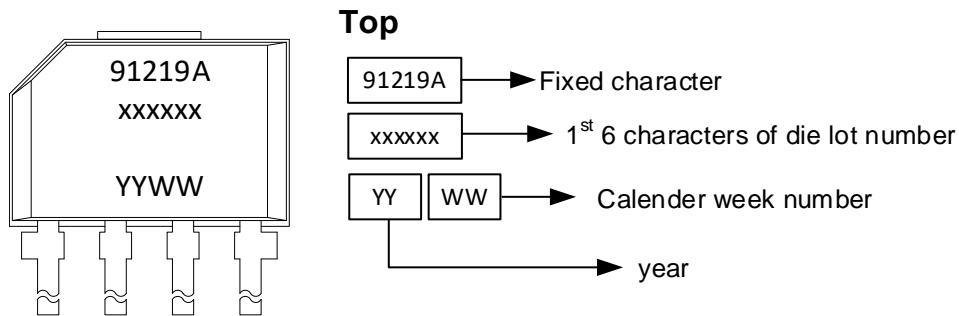 91219A
xxxxxx
YYWW
Top
91219A Fixed character
xxxxxx 1st 6 characters of die lot number
YY WW Calender week number
year